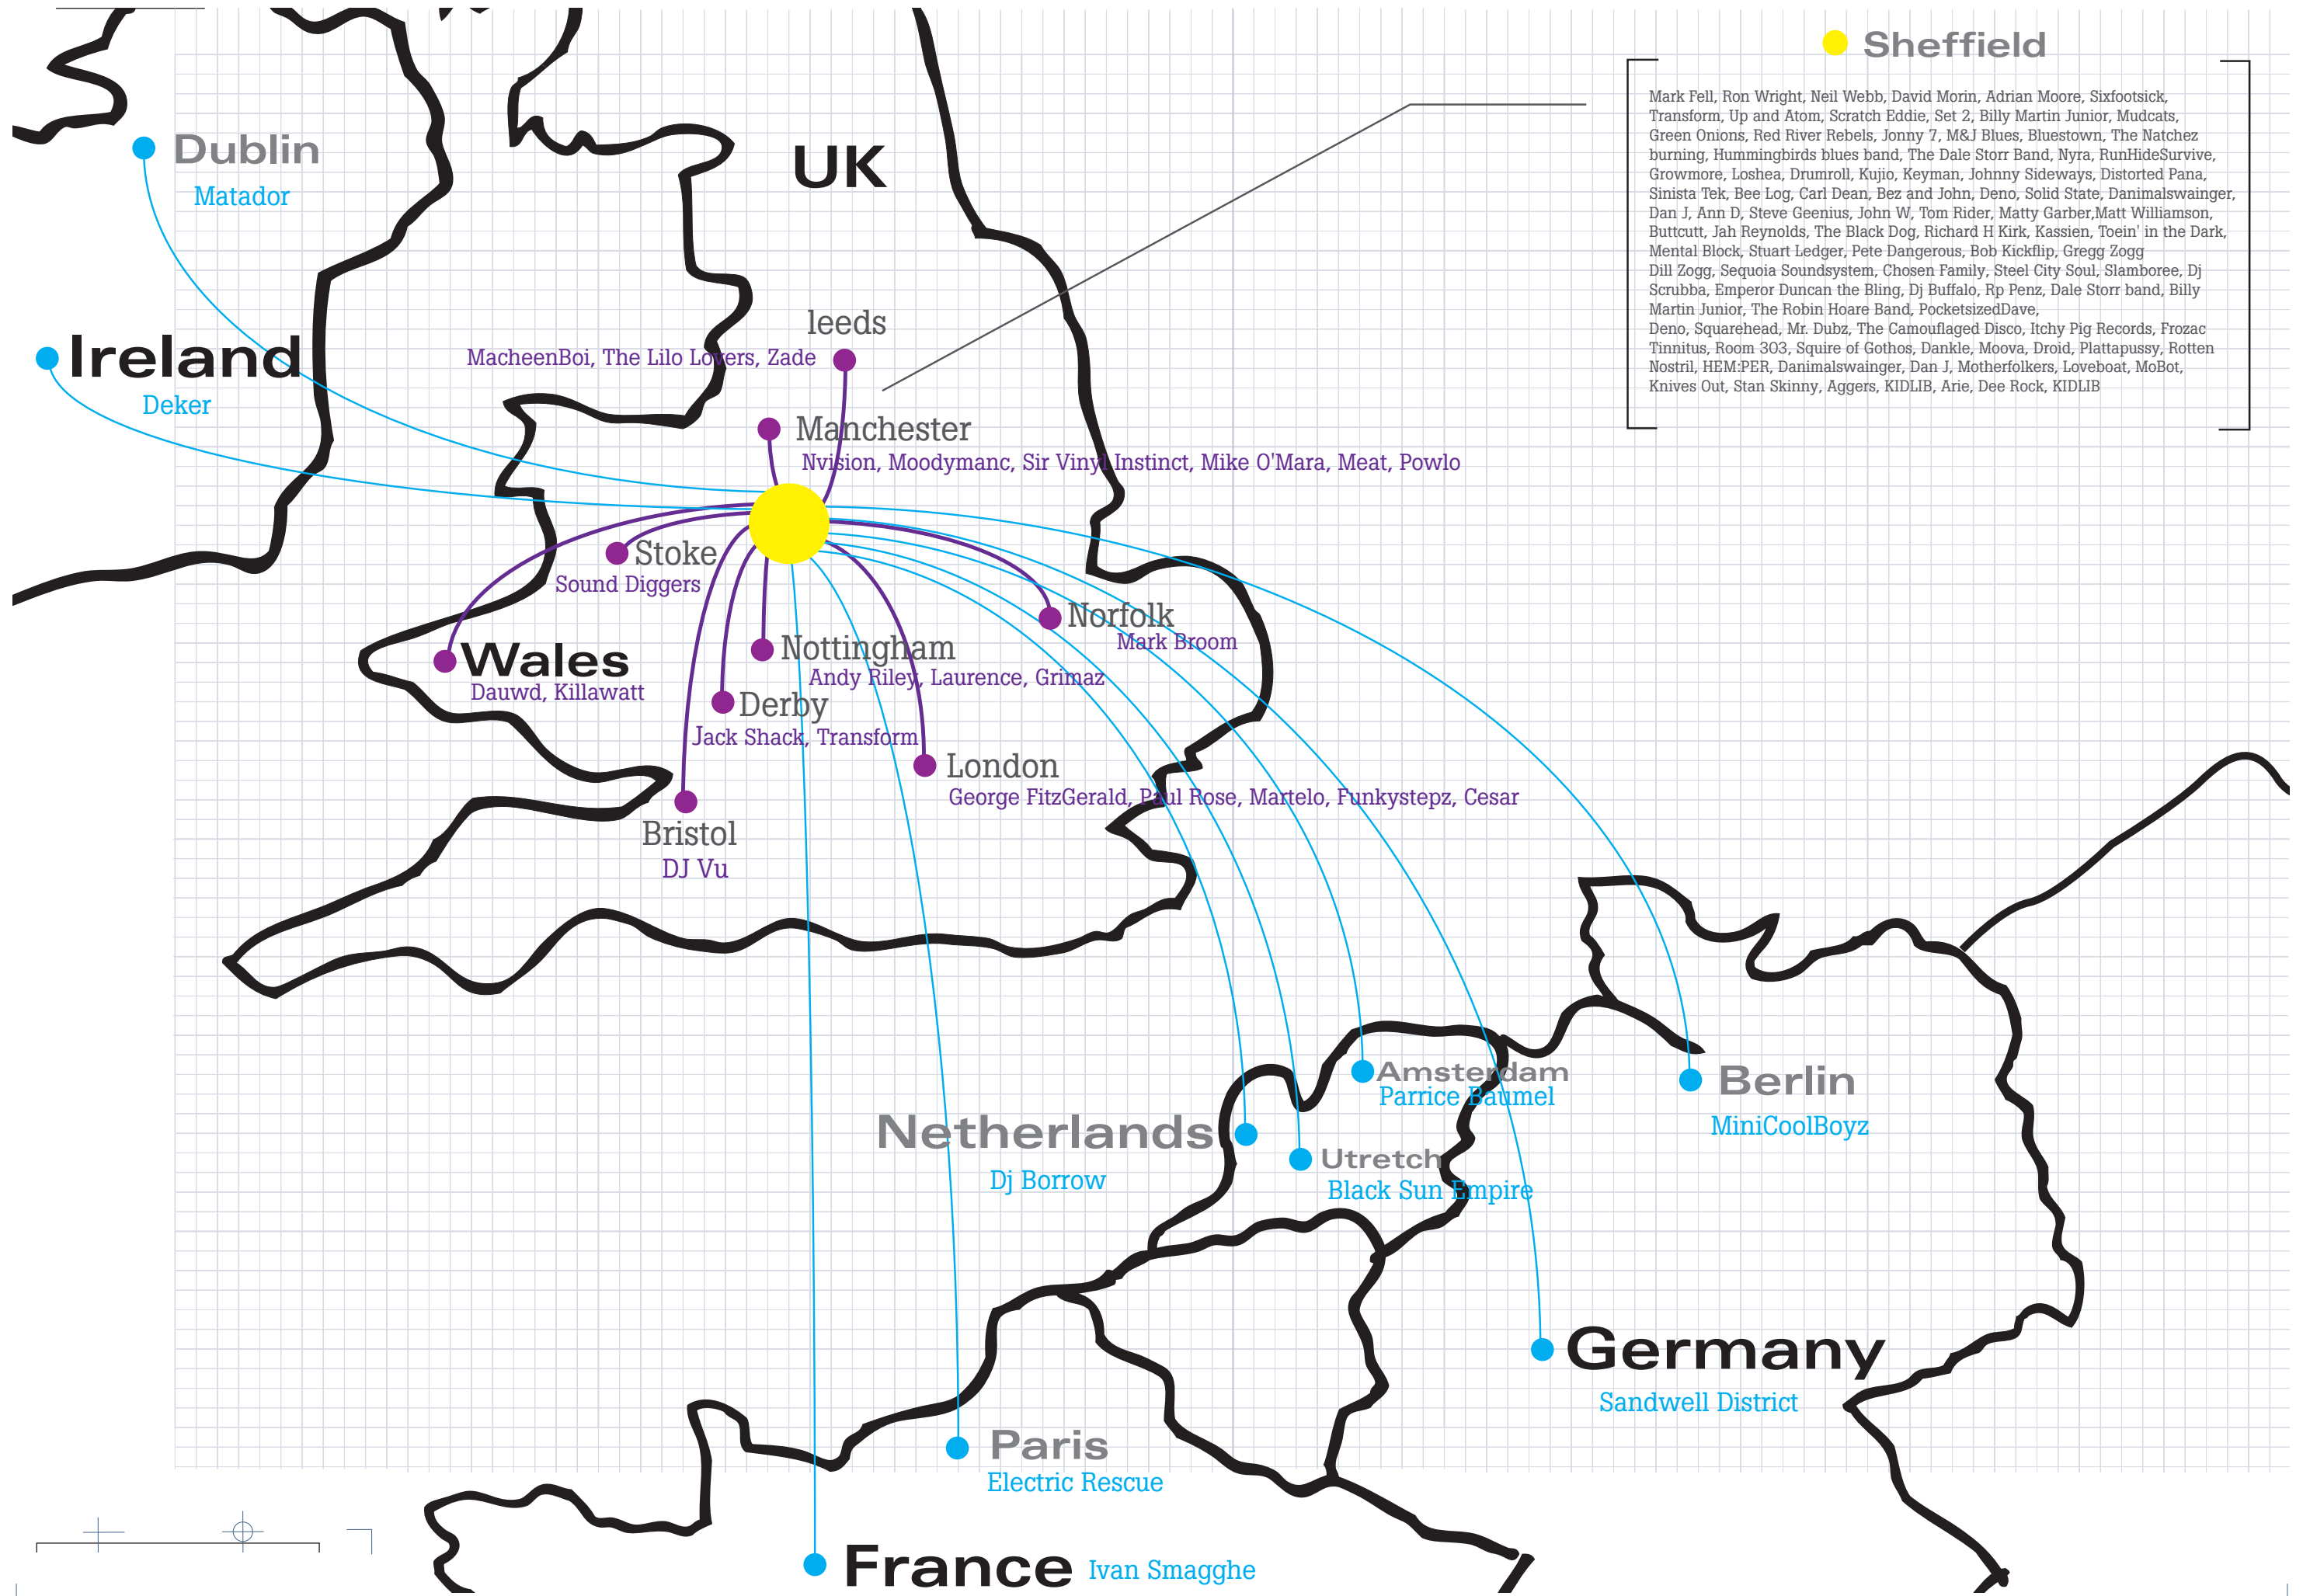 Sheffield
Mark Fell, Ron Wright, Neil Webb, David Morin, Adrian Moore, Sixfootsick,
Transform, Up and Atom, Scratch Eddie, Set 2, Billy Martin Junior, Mudcats,
Green Onions, Red River Rebels, Jonny 7, M&J Blues, Bluestown, The Natchez
burning, Hummingbirds blues band, The Dale Storr Band, Nyra, RunHideSurvive,
Growmore, Loshea, Drumroll, Kujio, Keyman, Johnny Sideways, Distorted Pana,
Sinista Tek, Bee Log, Carl Dean, Bez and John, Deno, Solid State, Danimalswainger,
Dan J, Ann D, Steve Geenius, John W, Tom Rider, Matty Garber,Matt Williamson,
Buttcutt, Jah Reynolds, The Black Dog, Richard H Kirk, Kassien, Toein' in the Dark,
Mental Block, Stuart Ledger, Pete Dangerous, Bob Kickflip, Gregg Zogg
Dill Zogg, Sequoia Soundsystem, Chosen Family, Steel City Soul, Slamboree, Dj
Scrubba, Emperor Duncan the Bling, Dj Buffalo, Rp Penz, Dale Storr band, Billy
Martin Junior, The Robin Hoare Band, PocketsizedDave,
Deno, Squarehead, Mr. Dubz, The Camouflaged Disco, Itchy Pig Records, Frozac
Tinnitus, Room 303, Squire of Gothos, Dankle, Moova, Droid, Plattapussy, Rotten
Nostril, HEM:PER, Danimalswainger, Dan J, Motherfolkers, Loveboat, MoBot,
Knives Out, Stan Skinny, Aggers, KIDLIB, Arie, Dee Rock, KIDLIB
Dublin
Matador
UK
leeds
MacheenBoi, The Lilo Lovers, Zade
Ireland
Deker
Manchester
Nvision, Moodymanc, Sir Vinyl Instinct, Mike O'Mara, Meat, Powlo
Stoke
Sound Diggers
Norfolk
Mark Broom
Wales
Dauwd, Killawatt
Nottingham
Andy Riley, Laurence, Grimaz
Derby
Jack Shack, Transform
London
George FitzGerald, Paul Rose, Martelo, Funkystepz, Cesar
Bristol
DJ Vu
Amsterdam
Parrice Baumel
Berlin
MiniCoolBoyz
Netherlands
Dj Borrow
Utretch
Black Sun Empire
Germany
Sandwell District
Paris
Electric Rescue
France
Ivan Smagghe